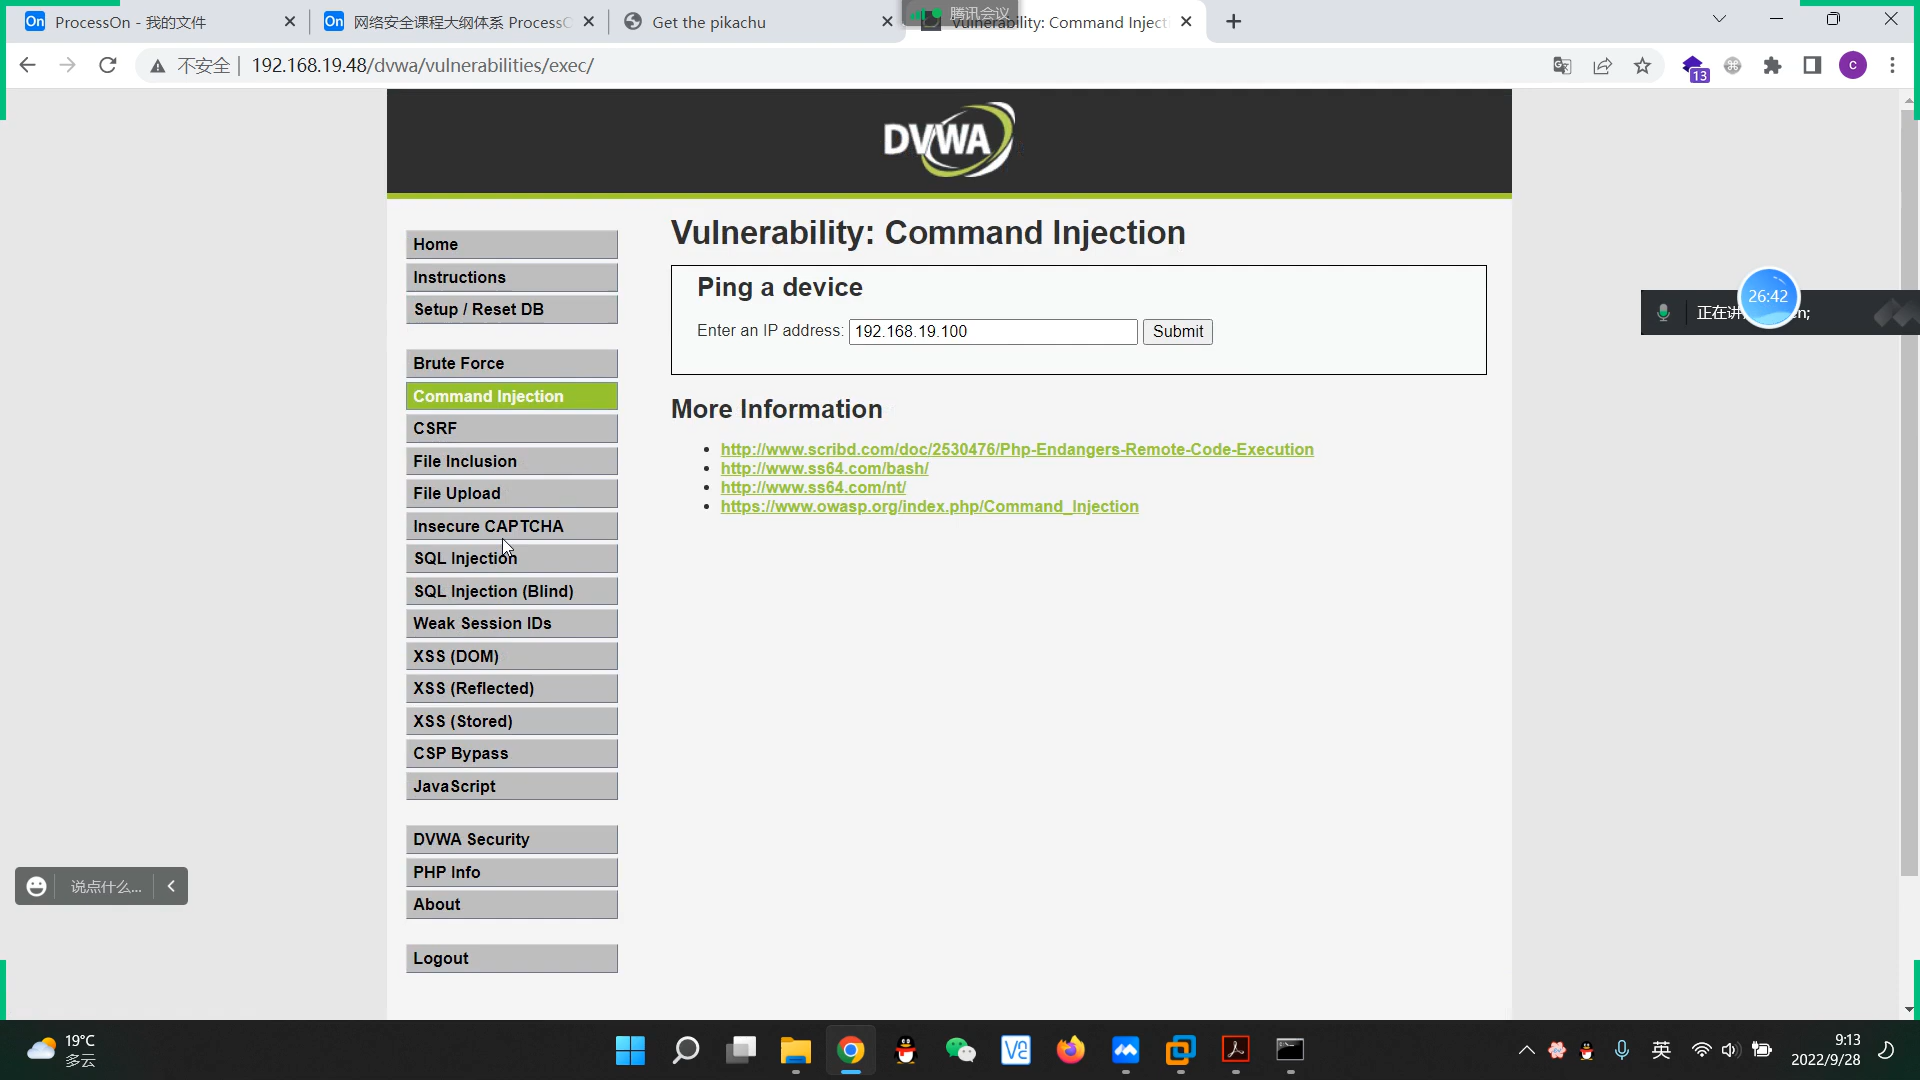 ProcessOn - 我的文件
网络安全课程大纲体系 ProcessO
Get the pikachu
腾讯会议
Vulnerability: Command Injecti
不安全
192.168.19.48/dvwa/vulnerabilities/exec/
13
C
DVWA
Home
Instructions
Setup / Reset DB
Brute Force
Command Injection
CSRF
File Inclusion
File Upload
Insecure CAPTCHA
SQL Injection
SQL Injection (Blind)
Weak Session IDs
XSS (DOM)
XSS (Reflected)
XSS (Stored)
CSP Bypass
JavaScript
DVWA Security
PHP Info
About
Logout
Vulnerability: Command Injection
Ping a device
Enter an IP address: 192.168.19.100 Submit
More Information
http://www.scribd.com/doc/2530476/Php-Endangers-Remote-Code-Execution
http://www.ss64.com/bash/
http://www.ss64.com/nt/
https://www.owasp.org/index.php/Command_Injection
26:42
正在讲
说点什么...
19°C
多云
英
9:13
2022/9/28